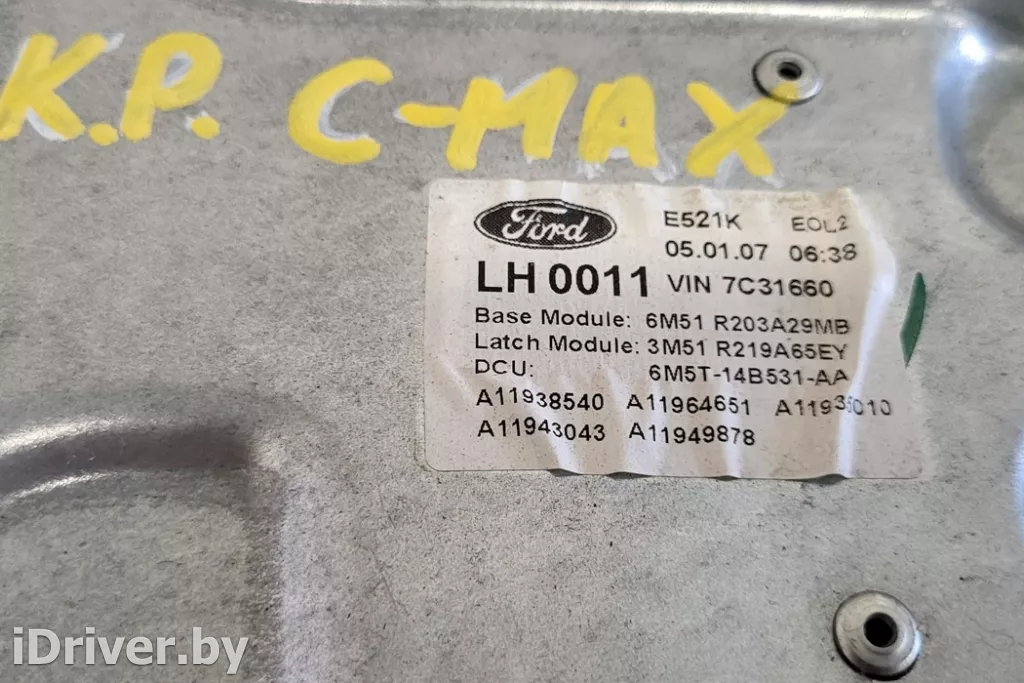 K.P. C-MAX
Ford
E521K EOL2
05.01.07 06:38
LH 0011 VIN 7C31660
Base Module: 6M51 R203A29MB
Latch Module: 3M51 R219A65EY
DCU: 6M5T-14B531-AA
A11938540 A11964651
A11943043 A11949878
iDriver.by